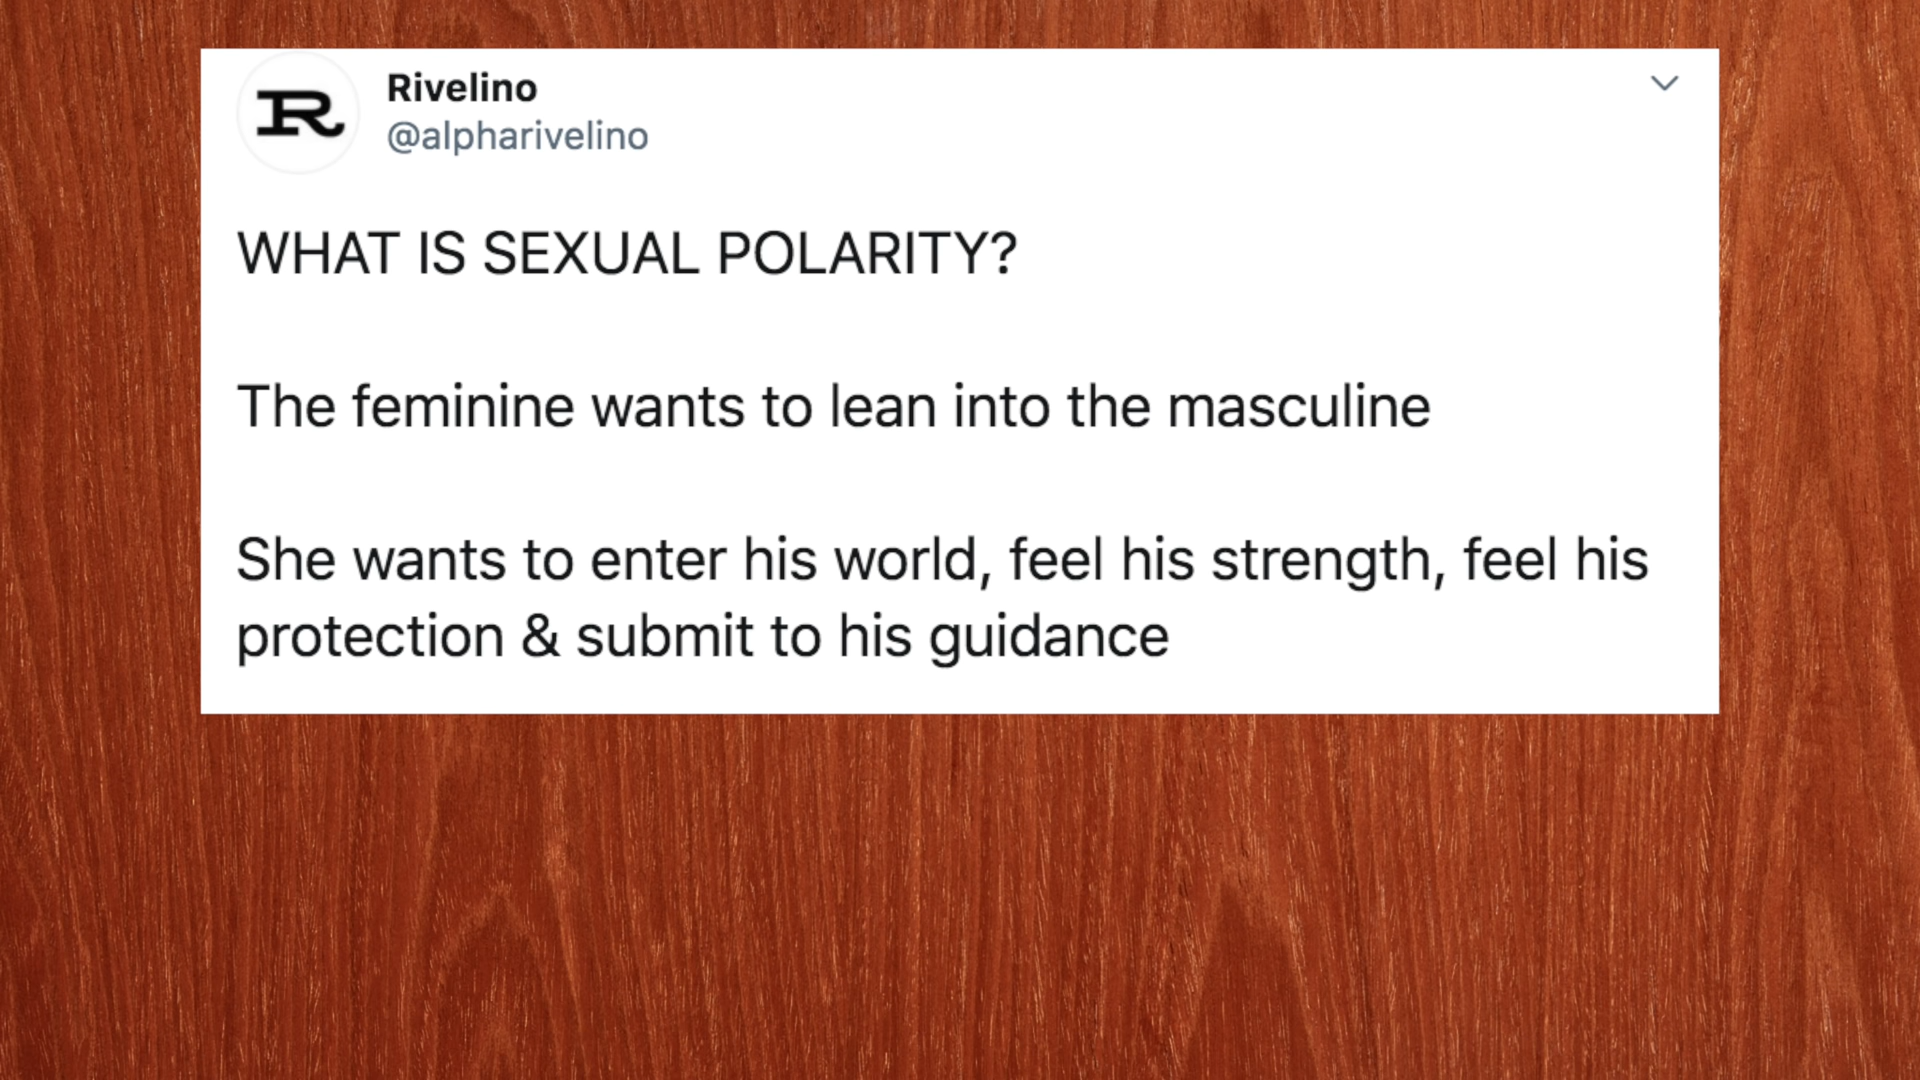 R
Rivelino
@alpharivelino
WHAT IS SEXUAL POLARITY?
The feminine wants to lean into the masculine
She wants to enter his world, feel his strength, feel his
protection & submit to his guidance